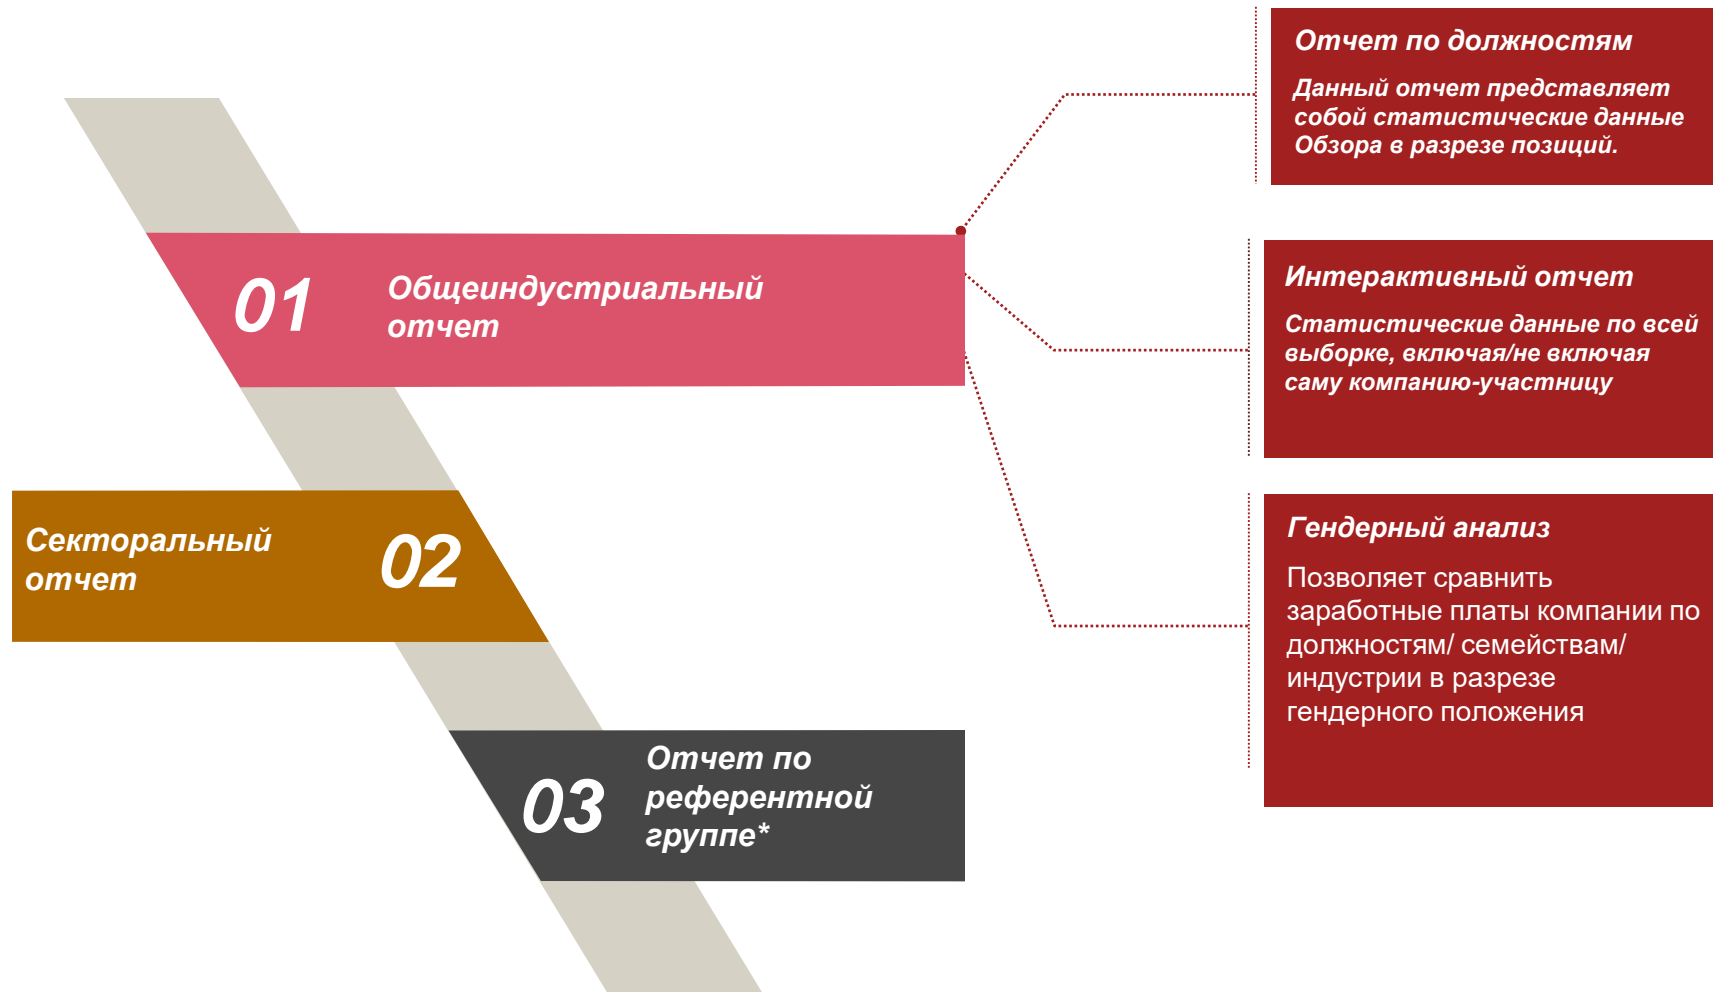 01
Общеиндустриальный
отчет
Секторальный
отчет
02
03
Отчет по
референтной
группе*
Отчет по должностям
Данный отчет представляет
собой статистические данные
Обзора в разрезе позиций.
Интерактивный отчет
Статистические данные по всей
выборке, включая/не включая
саму компанию-участницу
Гендерный анализ
Позволяет сравнить
заработные платы компании по
должностям/ семействам/
индустрии в разрезе
гендерного положения